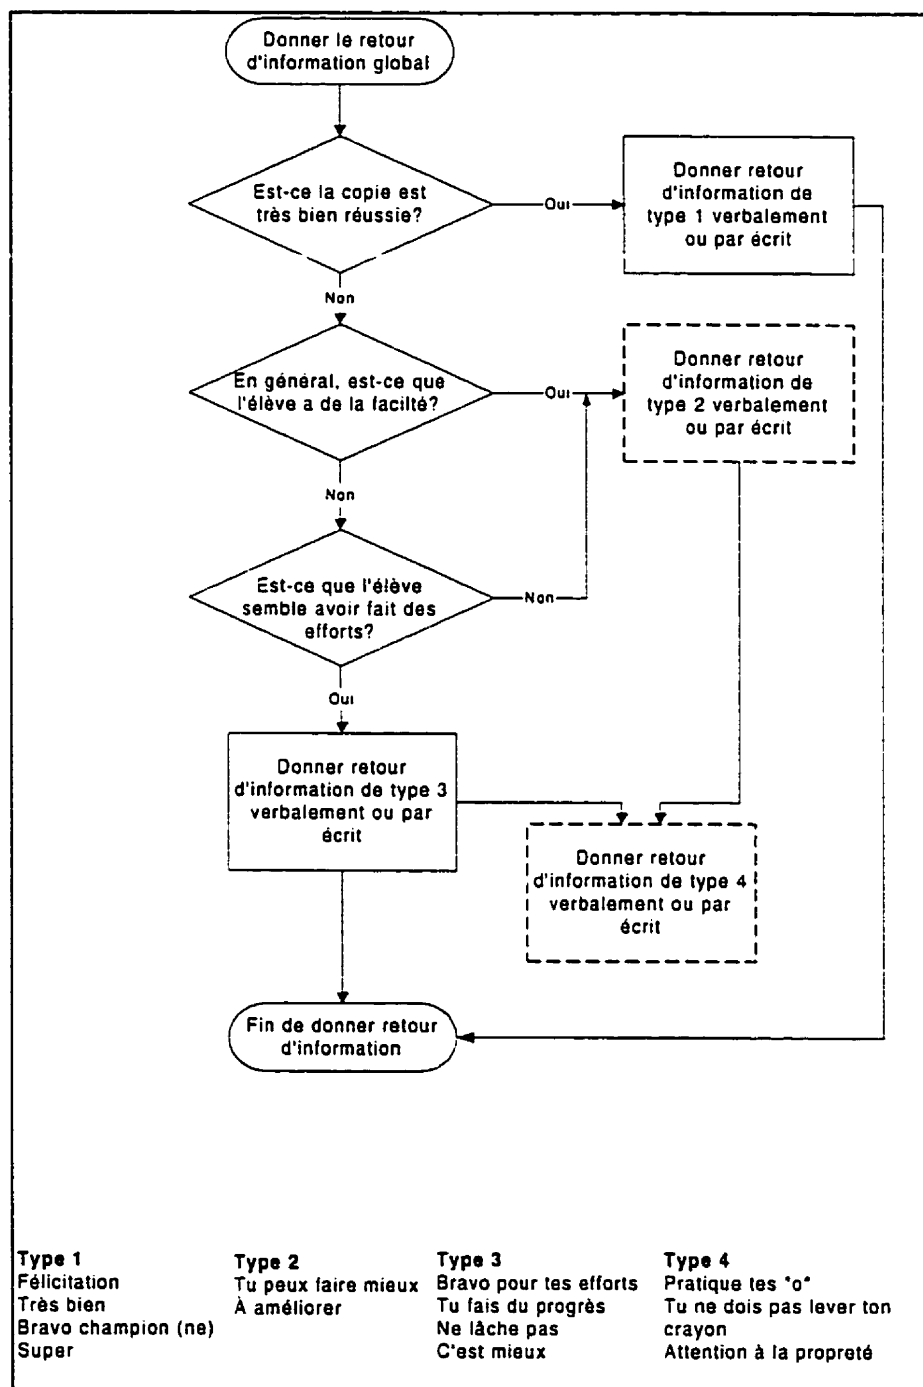 Donner le retour
d'information global
Est-ce la copie est
très bien réussie?
Oui
Donner retour
d'information de
type 1 verbalement
ou par écrit
Non
En général, est-ce que
l'élève a de la facilté?
Oui
Donner retour
d'information de
type 2 verbalement
ou par écrit
Non
Est-ce que l'élève
semble avoir fait des
efforts?
Non
Oui
Donner retour
d'information de type 3
verbalement ou par
écrit
Donner retour
d'information de type 4
verbalement ou par
écrit
Fin de donner retour
d'information
Type 1
Félicitation
Très bien
Bravo champion (ne)
Super
Type 2
Tu peux faire mieux
À améliorer
Type 3
Bravo pour tes efforts
Tu fais du progrès
Ne lâche pas
C'est mieux
Type 4
Pratique tes "o"
Tu ne dois pas lever ton
crayon
Attention à la propreté